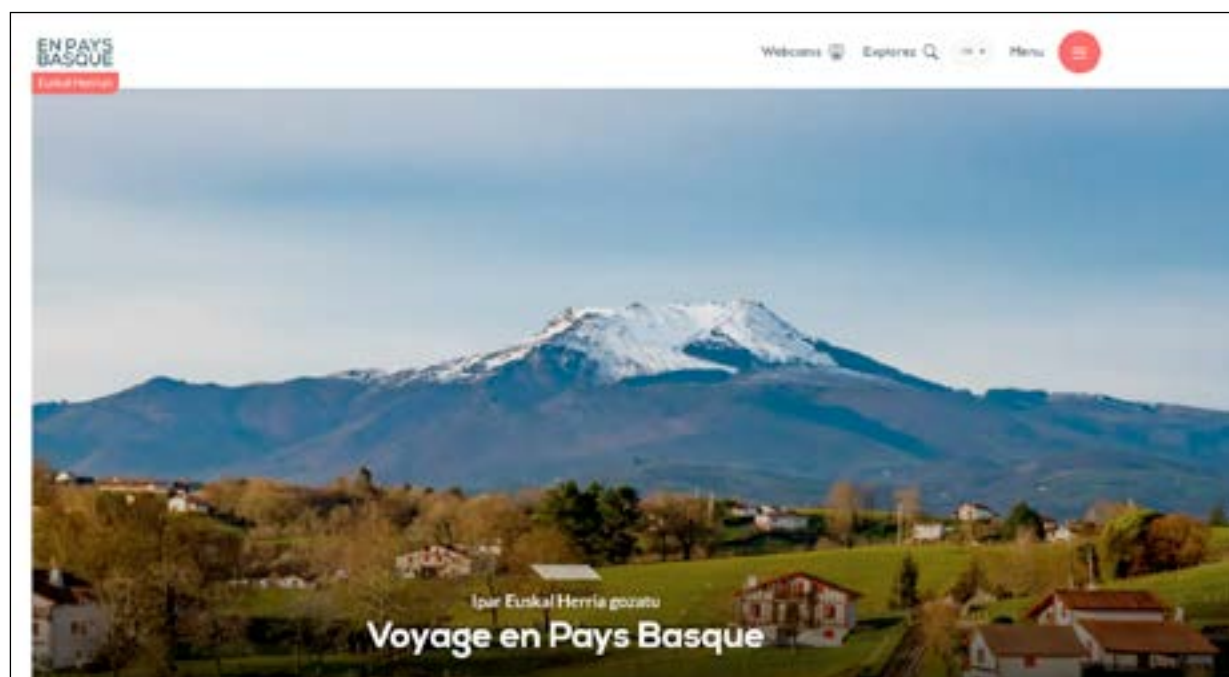 EN PAYS
BASQUE
Euskal Herrian
Webcams Explorez Menu
Ipar Euskal Herria gozatu
Voyage en Pays Basque